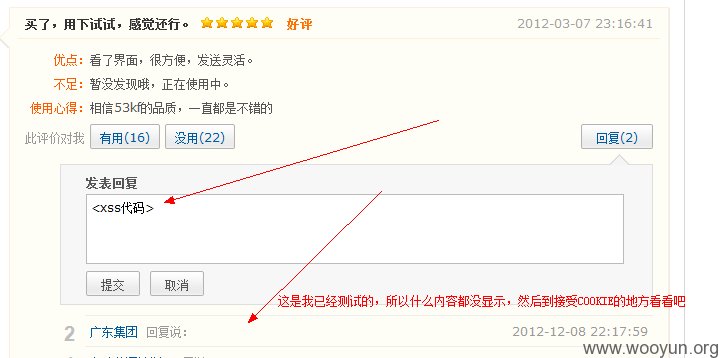 买了，用下试试，感觉还行。 好评 2012-03-07 23:16:41
优点：看了界面，很方便，发送灵活。
不足：暂没发现哦，正在使用中。
使用心得：相信53kf的品质，一直都是不错的
此评价对我 有用(16) 没用(22) 回复(2)
发表回复
<xss代码>
提交 取消
这是我已经测试的，所以什么内容都没显示，然后到接受COOKIE的地方看看吧
2 广东集团 回复说： 2012-12-08 22:17:59
www.wooyun.org